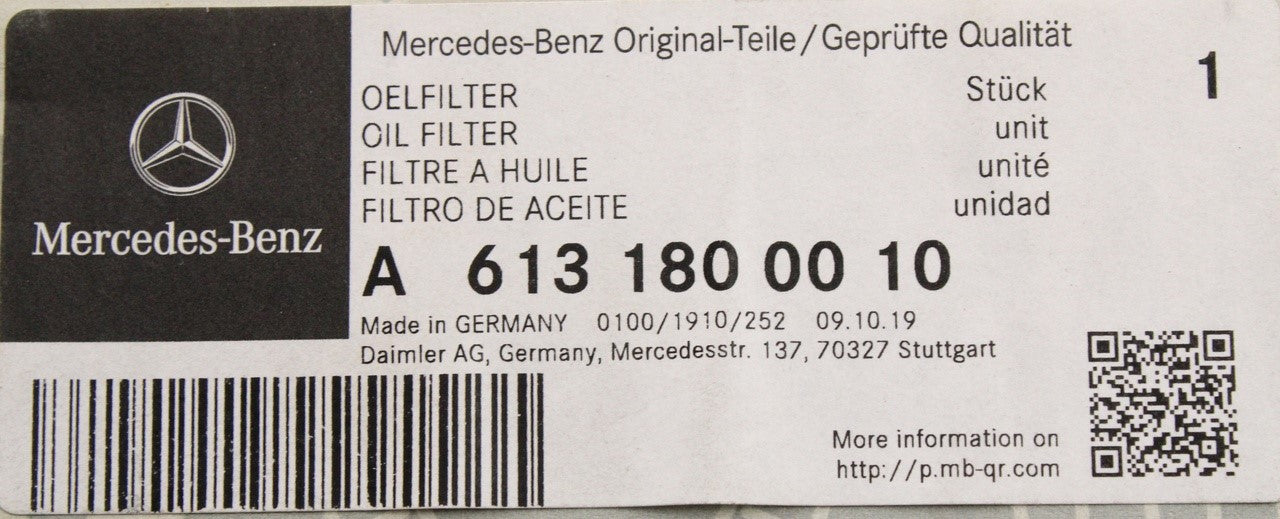 Mercedes-Benz
Mercedes-Benz Original-Teile/Geprüfte Qualität
OELFILTER Stück 1
OIL FILTER unit
FILTRE A HUILE unité
FILTRO DE ACEITE unidad
A 613 180 00 10
Made in GERMANY 0100/1910/252 09.10.19
Daimler AG, Germany, Mercedesstr. 137, 70327 Stuttgart
More information on
http://p.mb-qr.com